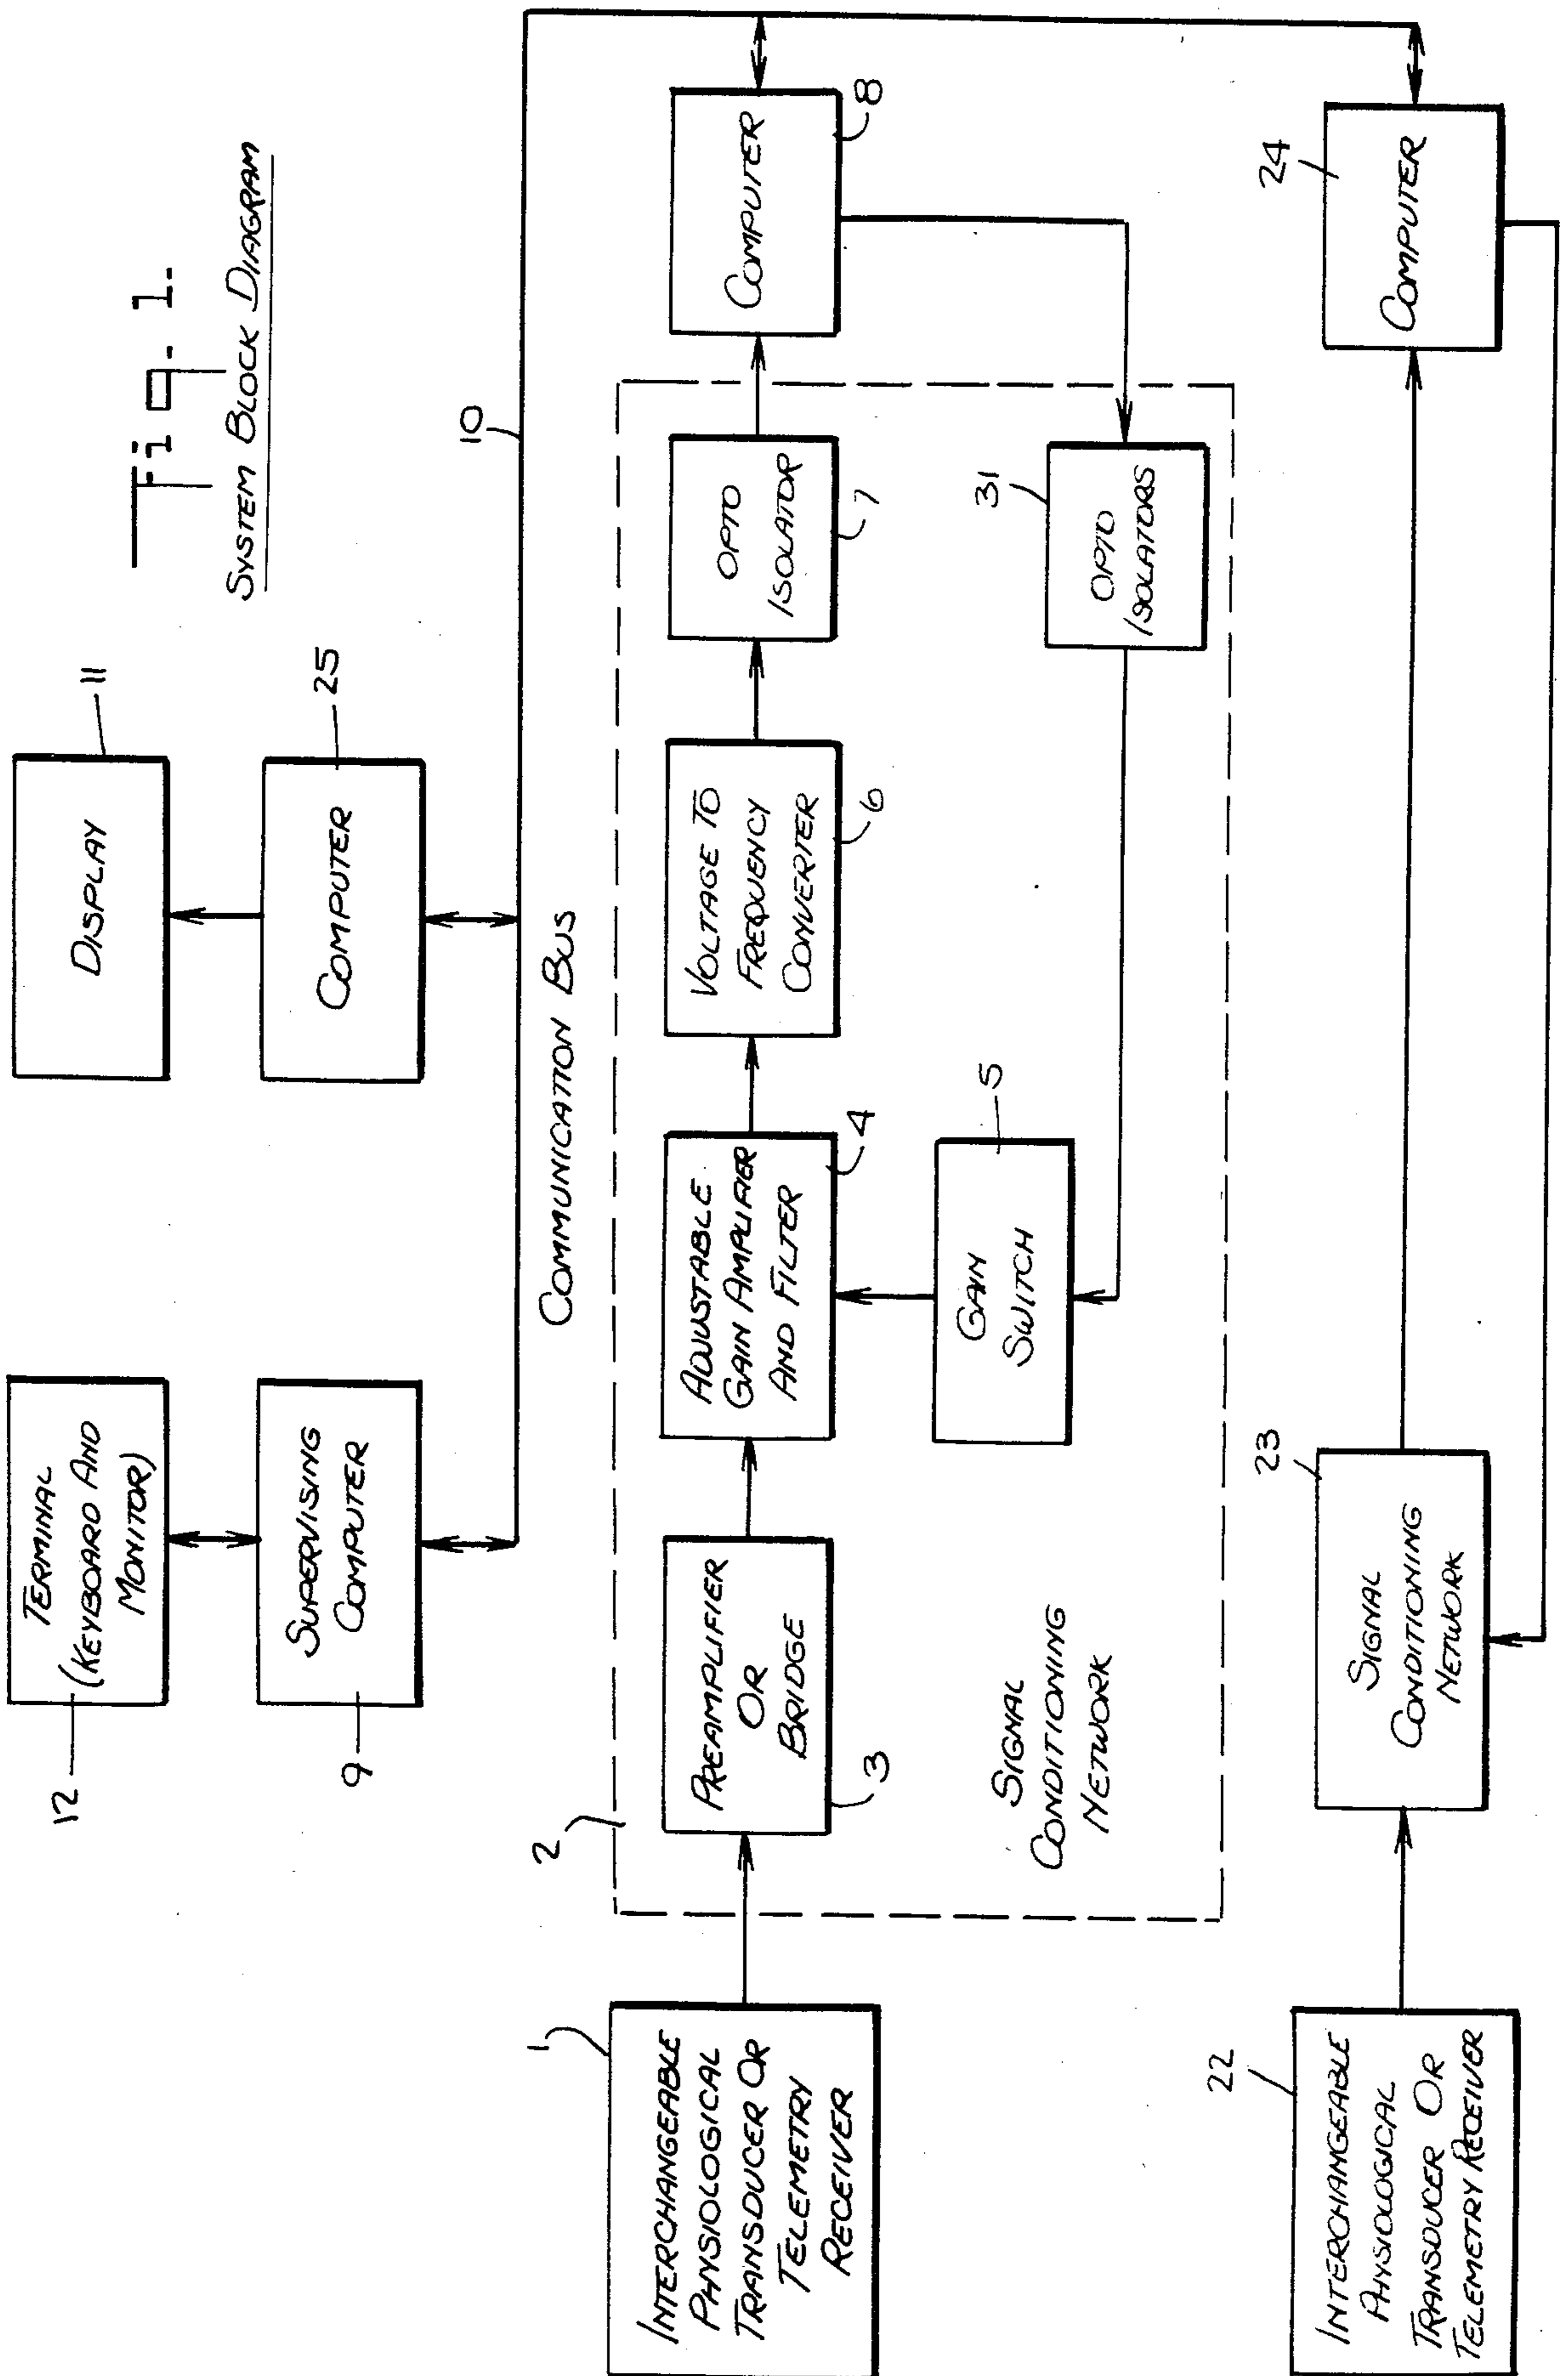 Fig. 1.
SYSTEM BLOCK DIAGRAM
TERMINAL
(KEYBOARD AND
MONITOR)
12
SUPERVISING
COMPUTER
9
DISPLAY
11
COMPUTER
25
10
COMMUNICATION BUS
1
INTERCHANGEABLE
PHYSIOLOGICAL
TRANSDUCER OR
TELEMETRY
RECEIVER
2
PREAMPLIFIER
OR
BRIDGE
3
ADJUSTABLE
GAIN AMPLIFIER
AND FILTER
4
VOLTAGE TO
FREQUENCY
CONVERTER
6
OPTO
ISOLATOR
7
COMPUTER
8
SIGNAL
CONDITIONING
NETWORK
GAIN
SWITCH
5
31
OPTO
ISOLATORS
22
INTERCHANGEABLE
PHYSIOLOGICAL
TRANSDUCER OR
TELEMETRY RECEIVER
23
SIGNAL
CONDITIONING
NETWORK
24
COMPUTER